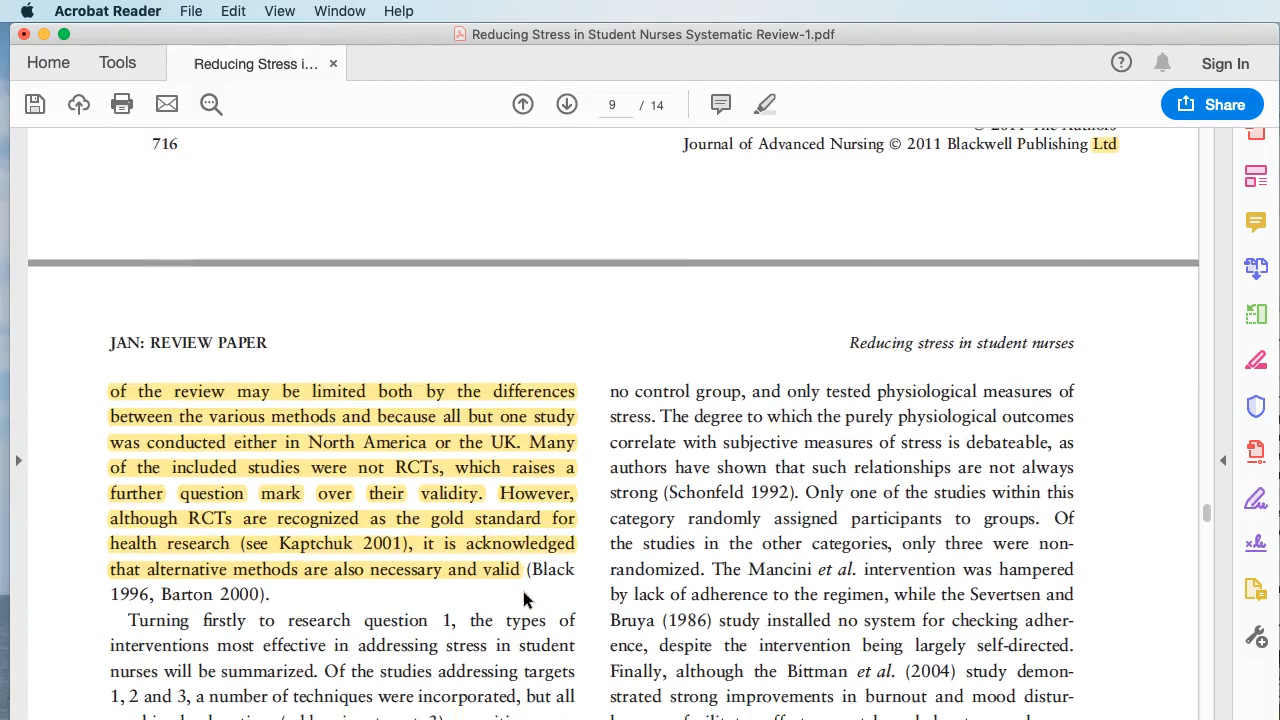 Acrobat Reader File Edit View Window Help
Reducing Stress in Student Nurses Systematic Review-1.pdf
Home Tools Reducing Stress i... × Sign In
9 / 14 Share
© 2011 The Authors
716 Journal of Advanced Nursing © 2011 Blackwell Publishing Ltd
JAN: REVIEW PAPER Reducing stress in student nurses
of the review may be limited both by the differences
between the various methods and because all but one study
was conducted either in North America or the UK. Many
of the included studies were not RCTs, which raises a
further question mark over their validity. However,
although RCTs are recognized as the gold standard for
health research (see Kaptchuk 2001), it is acknowledged
that alternative methods are also necessary and valid (Black
1996, Barton 2000).
Turning firstly to research question 1, the types of
interventions most effective in addressing stress in student
nurses will be summarized. Of the studies addressing targets
1, 2 and 3, a number of techniques were incorporated, but all
no control group, and only tested physiological measures of
stress. The degree to which the purely physiological outcomes
correlate with subjective measures of stress is debateable, as
authors have shown that such relationships are not always
strong (Schonfeld 1992). Only one of the studies within this
category randomly assigned participants to groups. Of
the studies in the other categories, only three were non-
randomized. The Mancini et al. intervention was hampered
by lack of adherence to the regimen, while the Severtsen and
Bruya (1986) study installed no system for checking adher-
ence, despite the intervention being largely self-directed.
Finally, although the Bittman et al. (2004) study demon-
strated strong improvements in burnout and mood distur-